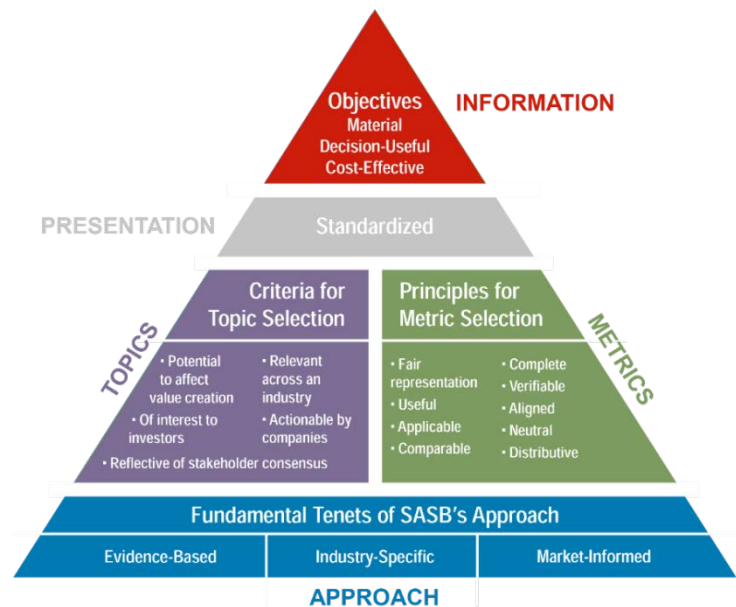 Objectives
Material
Decision-Useful
Cost-Effective
INFORMATION
PRESENTATION
Standardized
TOPICS
Criteria for
Topic Selection
• Potential
to affect
value creation
• Of interest to
investors
• Relevant
across an
industry
• Actionable by
companies
• Reflective of stakeholder consensus
Principles for
Metric Selection
• Fair
representation
• Useful
• Applicable
• Comparable
• Complete
• Verifiable
• Aligned
• Neutral
• Distributive
METRICS
Fundamental Tenets of SASB's Approach
Evidence-Based
Industry-Specific
Market-Informed
APPROACH